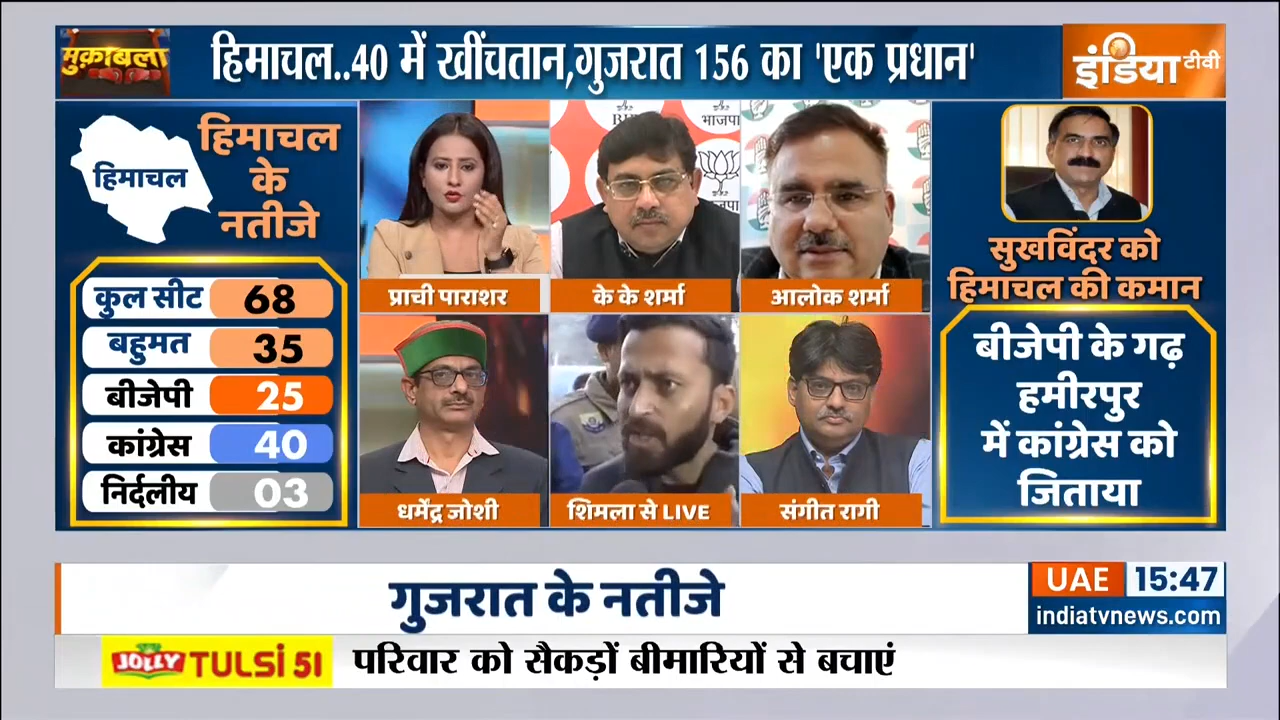 मुक़ाबला
हिमाचल..40 में खींचतान,गुजरात 156 का 'एक प्रधान'
इंडिया टीवी
हिमाचल
हिमाचल
के
नतीजे
कुल सीट 68
बहुमत 35
बीजेपी 25
कांग्रेस 40
निर्दलीय 03
भाजपा
प्राची पाराशर
के के शर्मा
आलोक शर्मा
धर्मेंद्र जोशी
शिमला से LIVE
संगीत रागी
सुखविंदर को
हिमाचल की कमान
बीजेपी के गढ़
हमीरपुर
में कांग्रेस को
जिताया
गुजरात के नतीजे
UAE 15:47
indiatvnews.com
JOLLY TULSI 51
परिवार को सैकड़ों बीमारियों से बचाएं